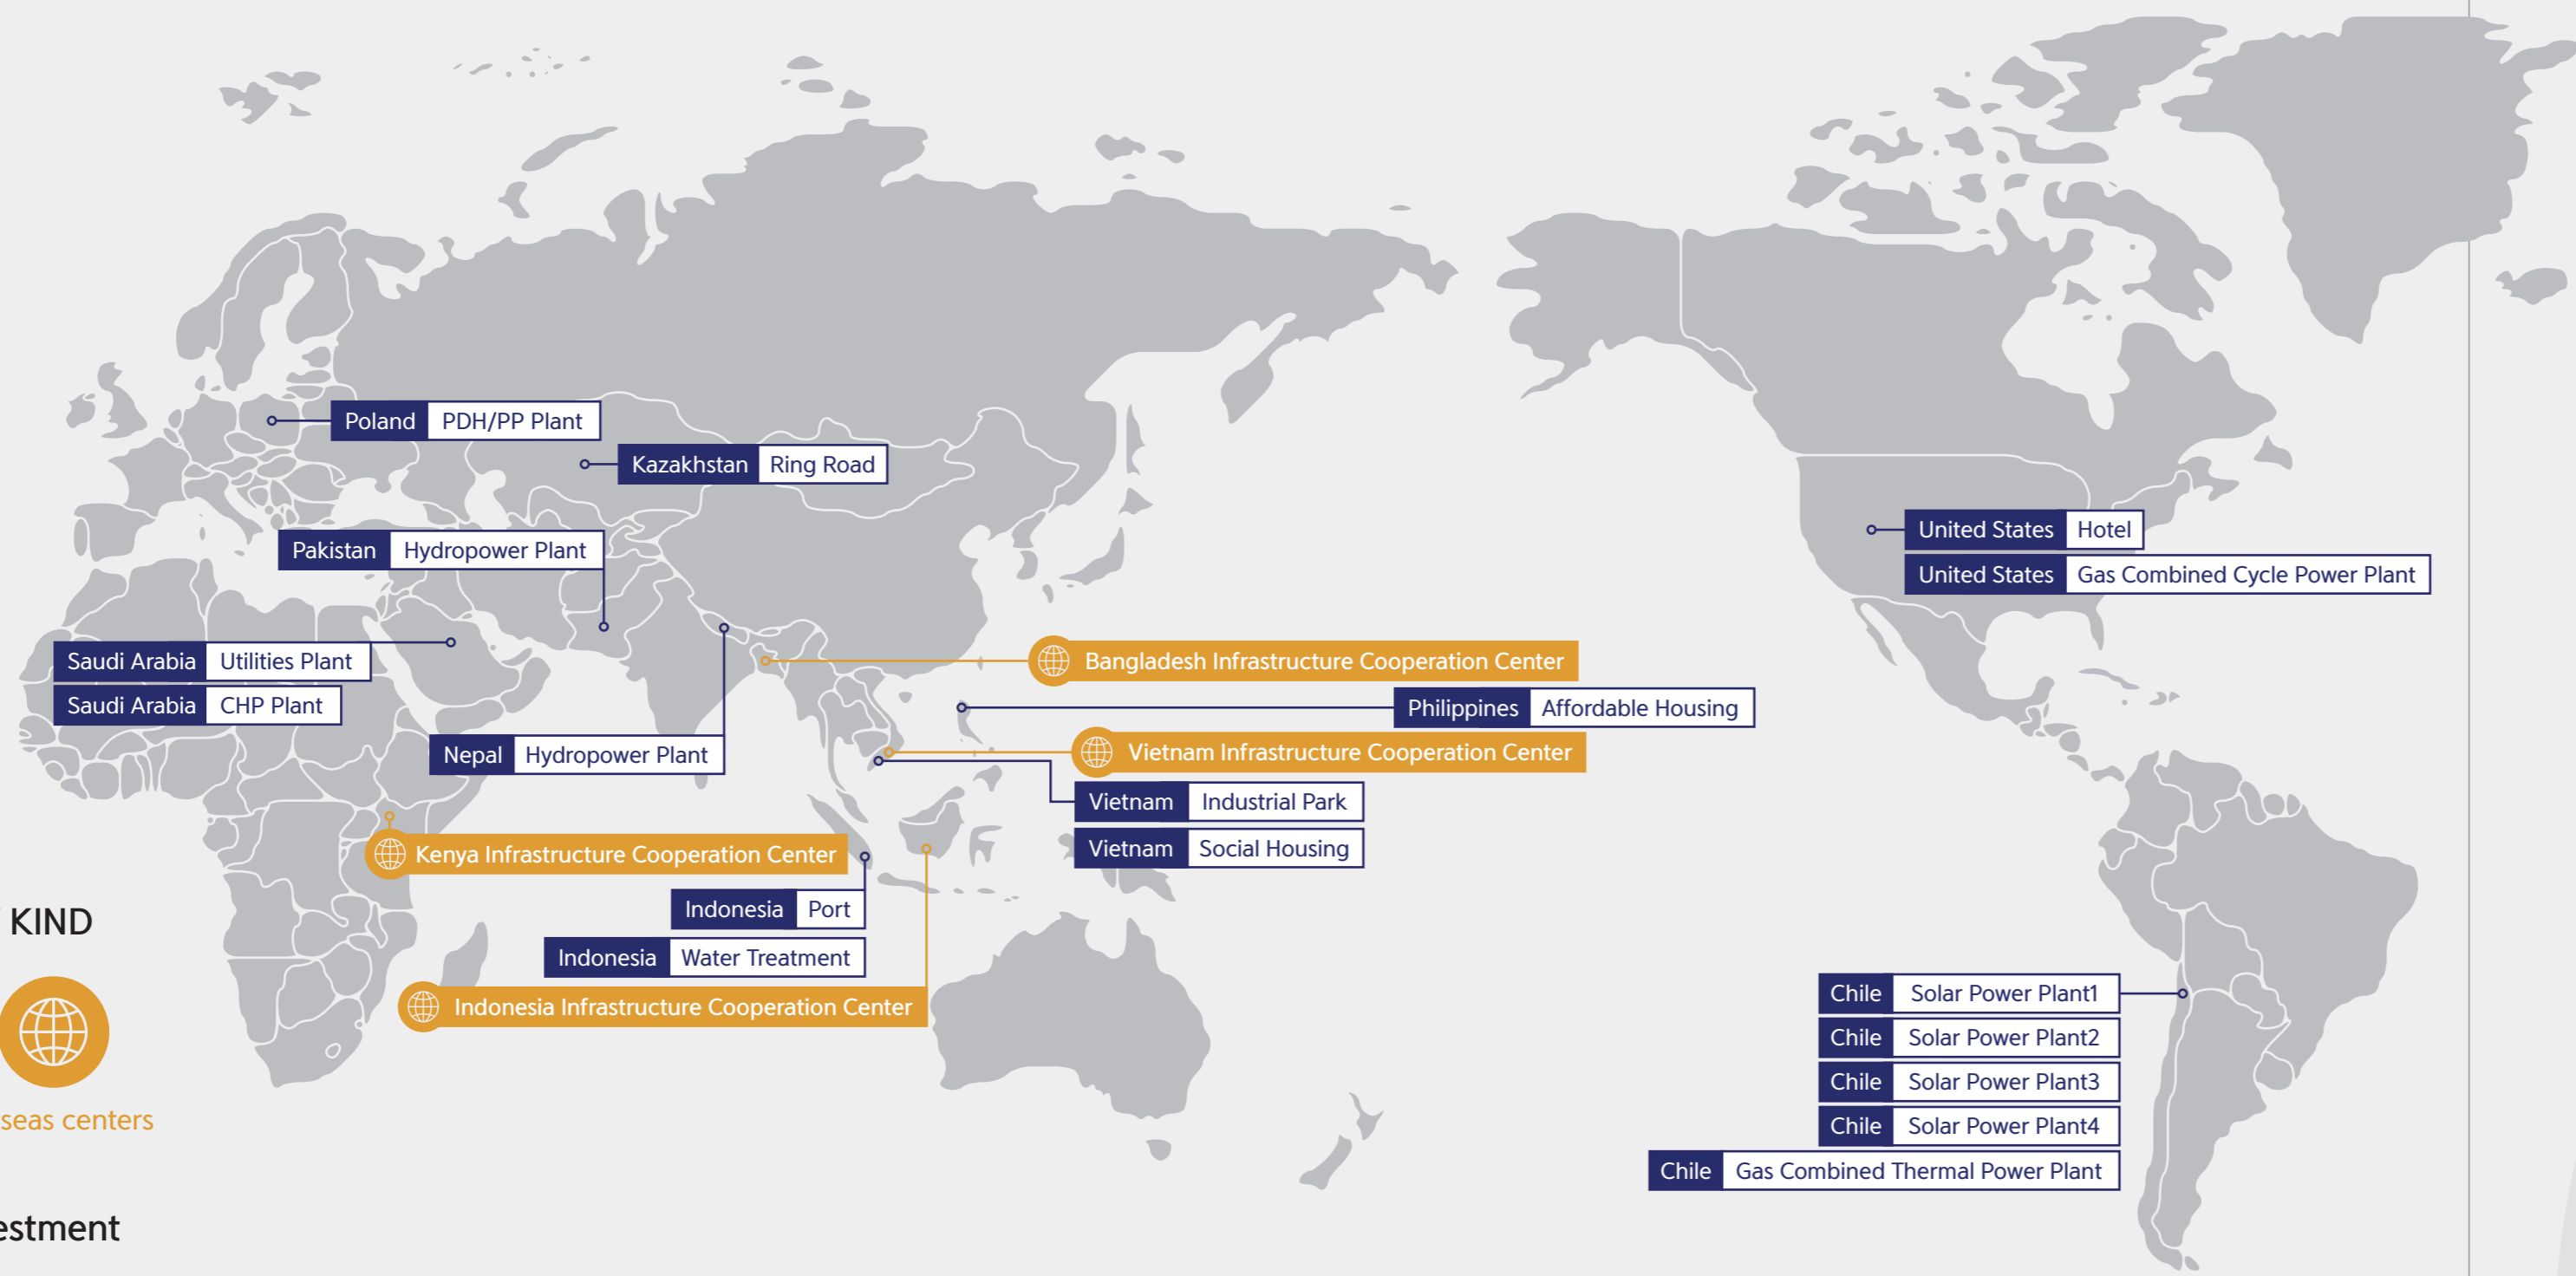 Poland PDH/PP Plant
Kazakhstan Ring Road
United States Hotel
Pakistan Hydropower Plant
United States Gas Combined Cycle Power Plant
Saudi Arabia Utilities Plant
Bangladesh Infrastructure Cooperation Center
Saudi Arabia CHP Plant
Philippines Affordable Housing
Nepal Hydropower Plant
Vietnam Infrastructure Cooperation Center
Vietnam Industrial Park
Vietnam Social Housing
Kenya Infrastructure Cooperation Center
Indonesia Port
KIND
Indonesia Water Treatment
Indonesia Infrastructure Cooperation Center
Chile Solar Power Plant1
Chile Solar Power Plant2
Chile Solar Power Plant3
seas centers
Chile Solar Power Plant4
Chile Gas Combined Thermal Power Plant
estment